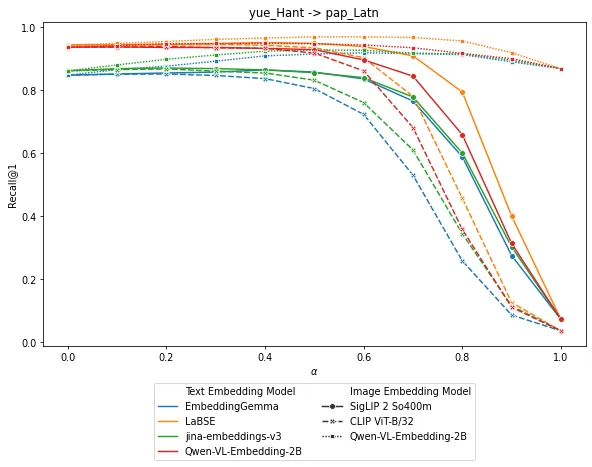 yue_Hant -> pap_Latn
Recall@1
1.0
0.8
0.6
0.4
0.2
0.0
0.0 0.2 0.4 0.6 0.8 1.0
α
Text Embedding Model Image Embedding Model
EmbeddingGemma SigLIP 2 So400m
LaBSE CLIP ViT-B/32
jina-embeddings-v3 Qwen-VL-Embedding-2B
Qwen-VL-Embedding-2B